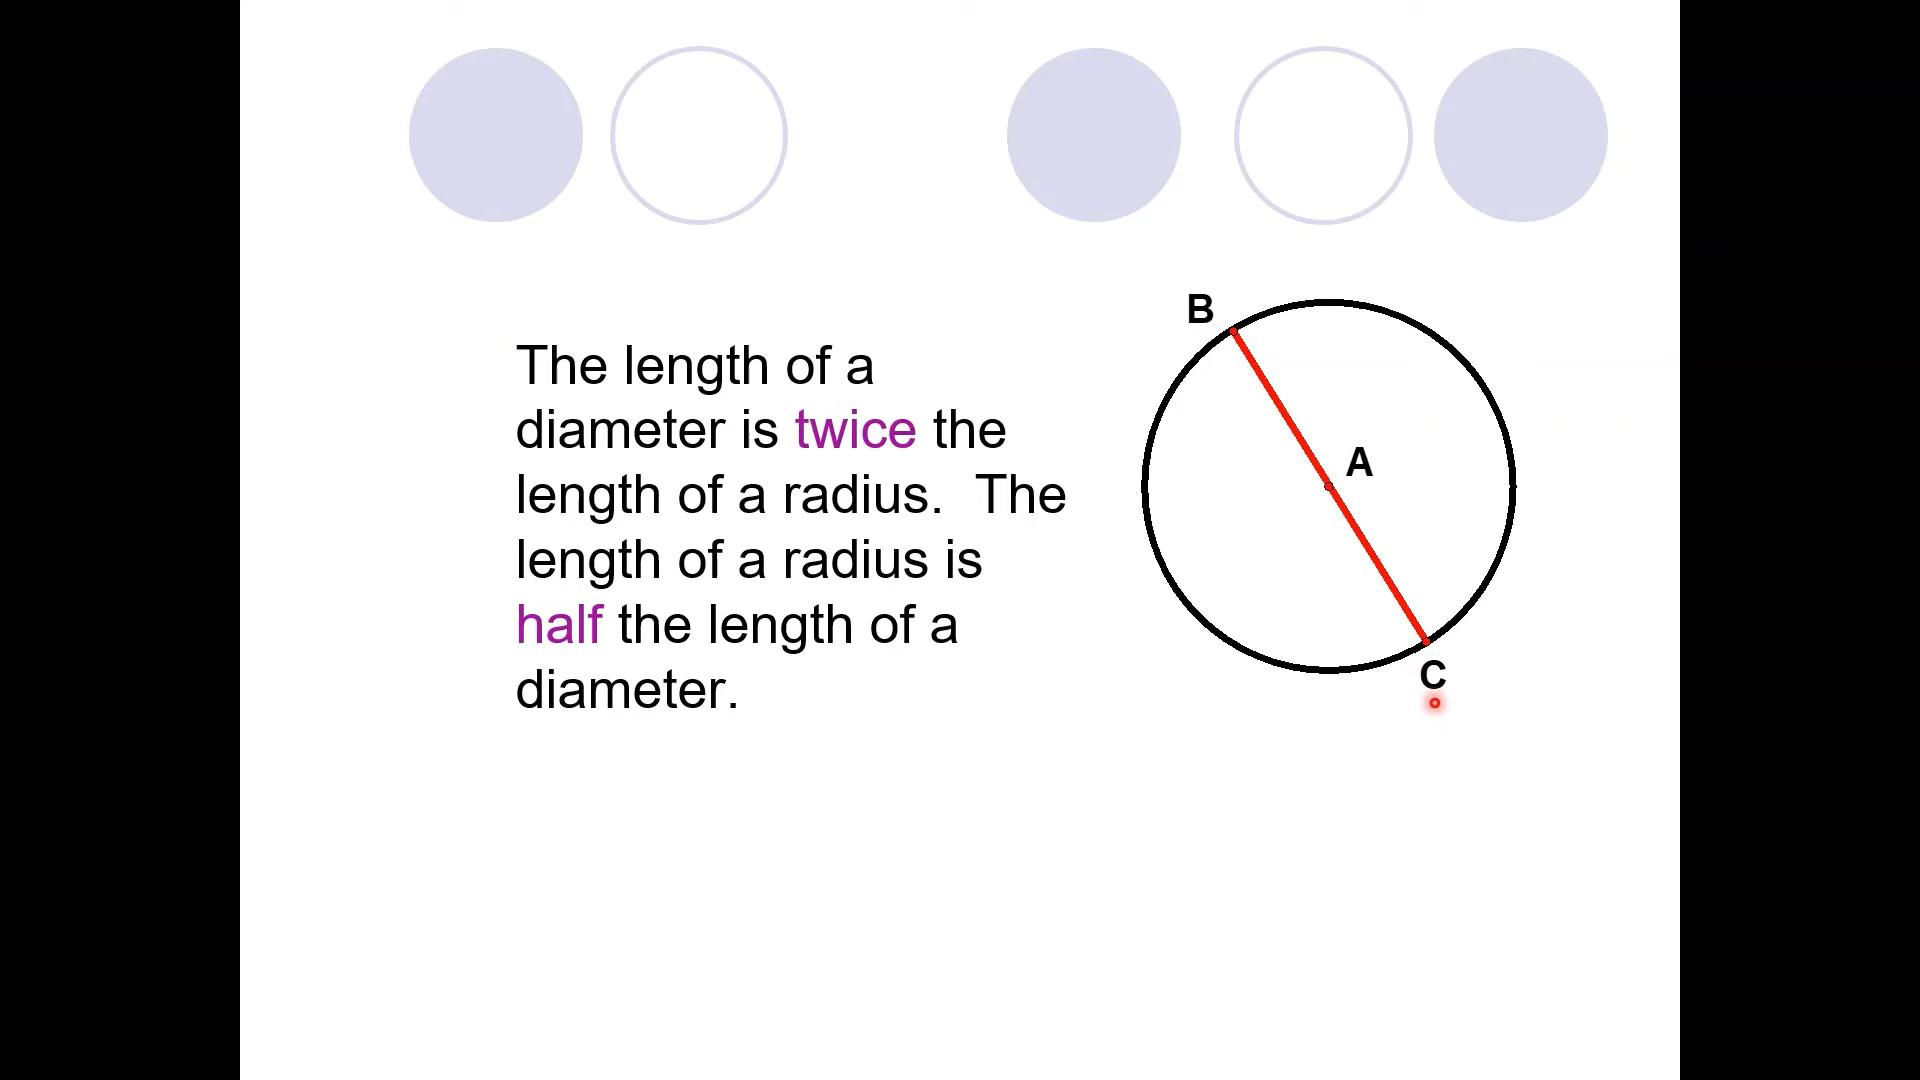 The length of a
diameter is twice the
length of a radius.  The
length of a radius is
half the length of a
diameter.
B
A
C